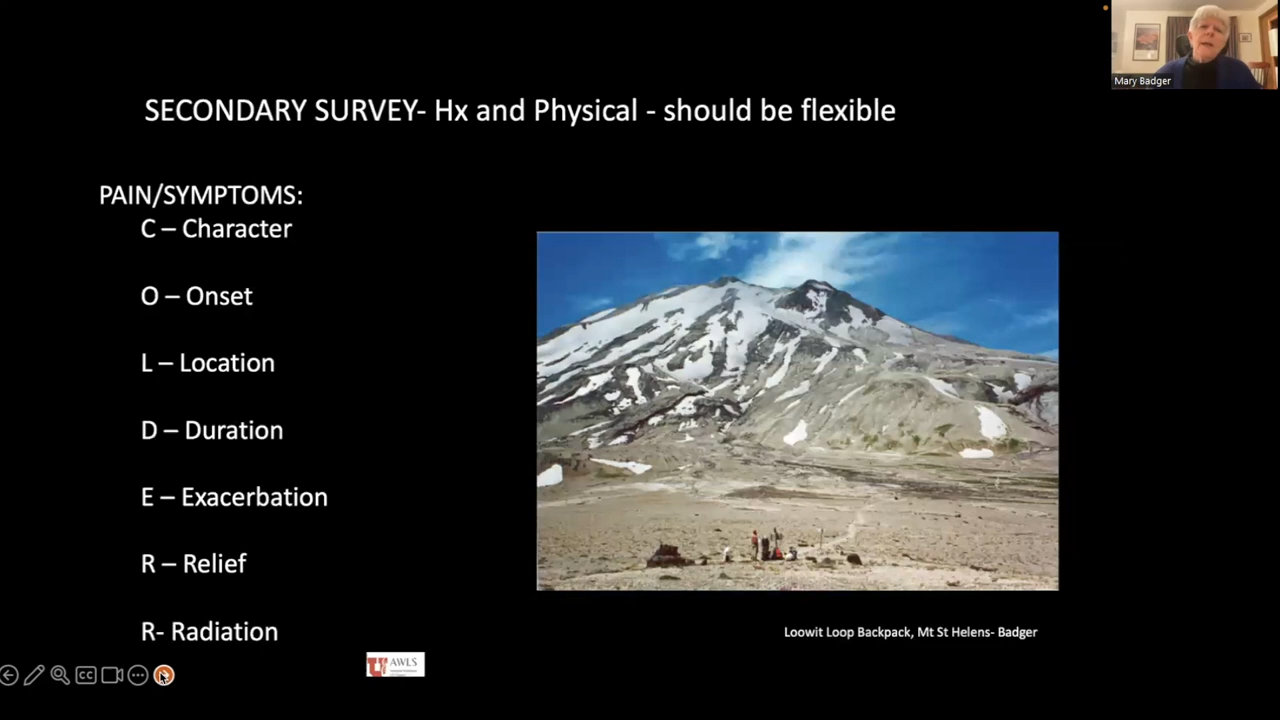 Mary Badger
SECONDARY SURVEY- Hx and Physical - should be flexible
PAIN/SYMPTOMS:
C – Character
O – Onset
L – Location
D – Duration
E – Exacerbation
R – Relief
R- Radiation
Loowit Loop Backpack, Mt St Helens- Badger
CC
U
AWLS